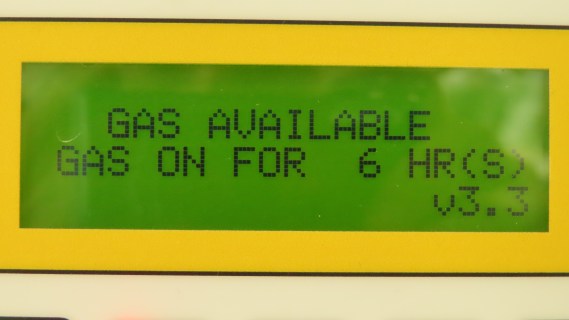 GAS AVAILABLE
GAS ON FOR  6 HR(S)
v3.3